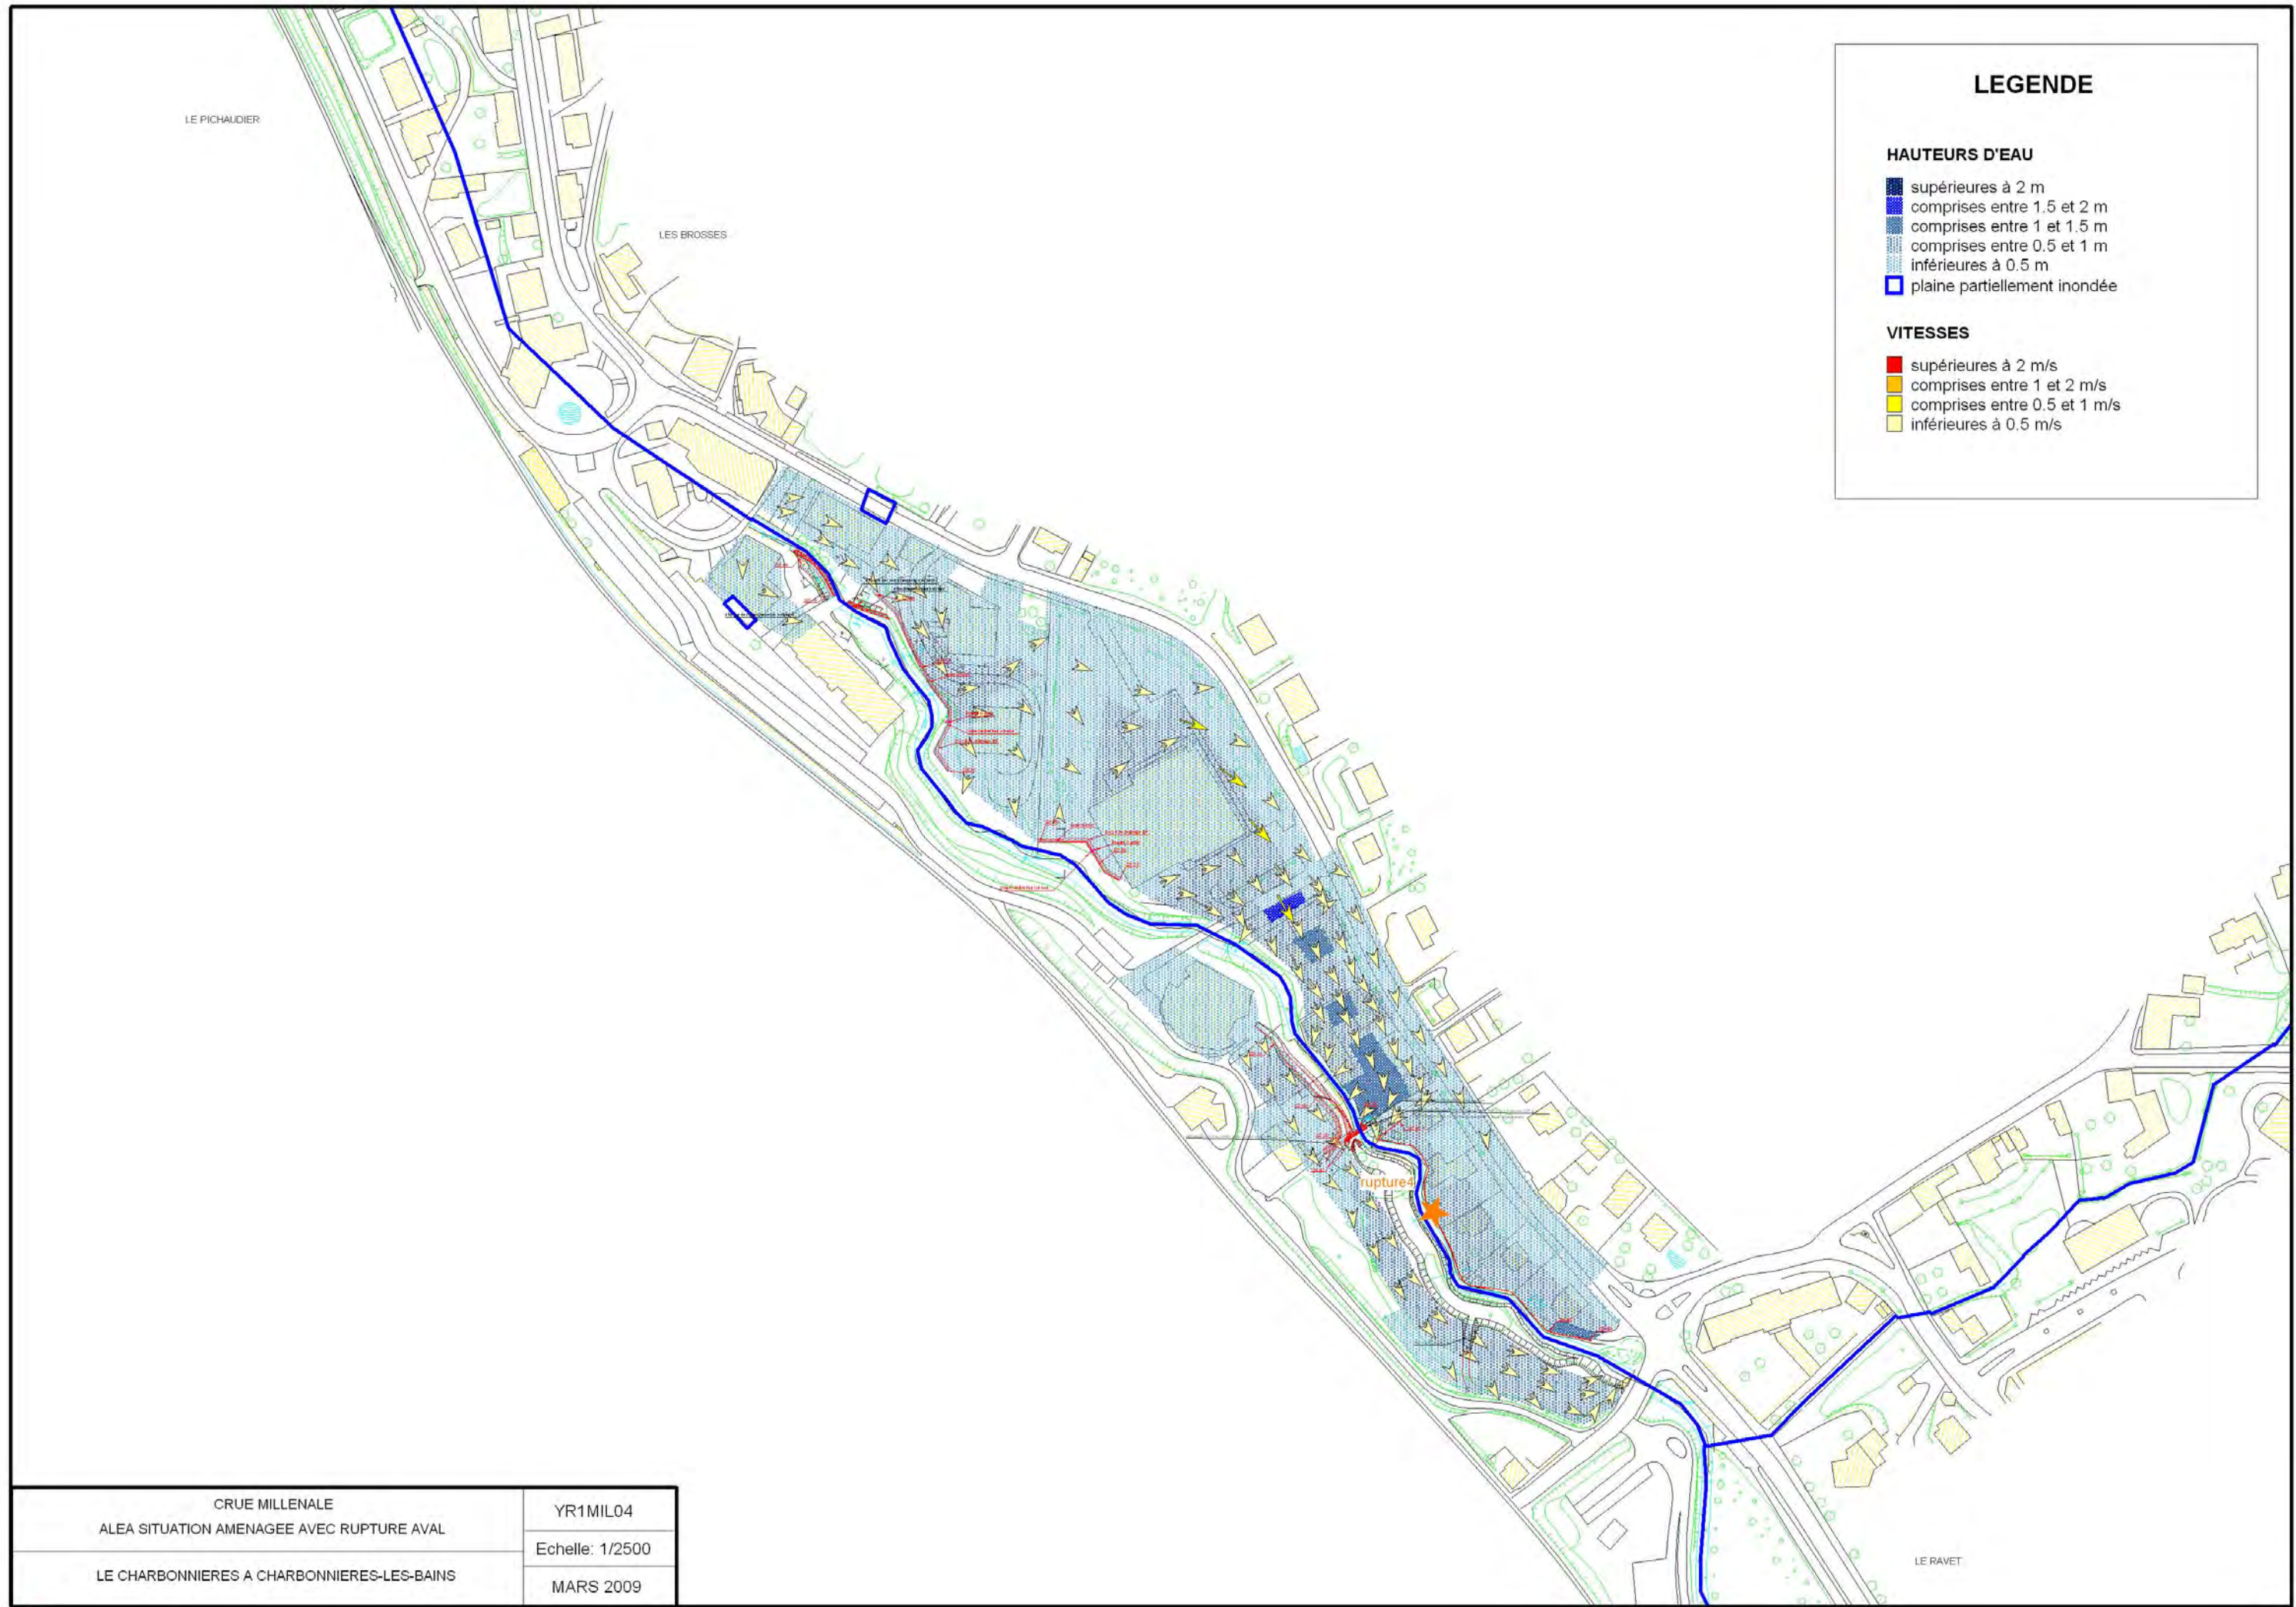 LE PICHAUDIER
LES BROSSES
LEGENDE
HAUTEURS D'EAU
supérieures à 2 m
comprises entre 1.5 et 2 m
comprises entre 1 et 1.5 m
comprises entre 0.5 et 1 m
inférieures à 0.5 m
plaine partiellement inondée
VITESSES
supérieures à 2 m/s
comprises entre 1 et 2 m/s
comprises entre 0.5 et 1 m/s
inférieures à 0.5 m/s
rupture4
LE RAVET
CRUE MILLENALE
ALEA SITUATION AMENAGEE AVEC RUPTURE AVAL
LE CHARBONNIERES A CHARBONNIERES-LES-BAINS
YR1MIL04
Echelle: 1/2500
MARS 2009